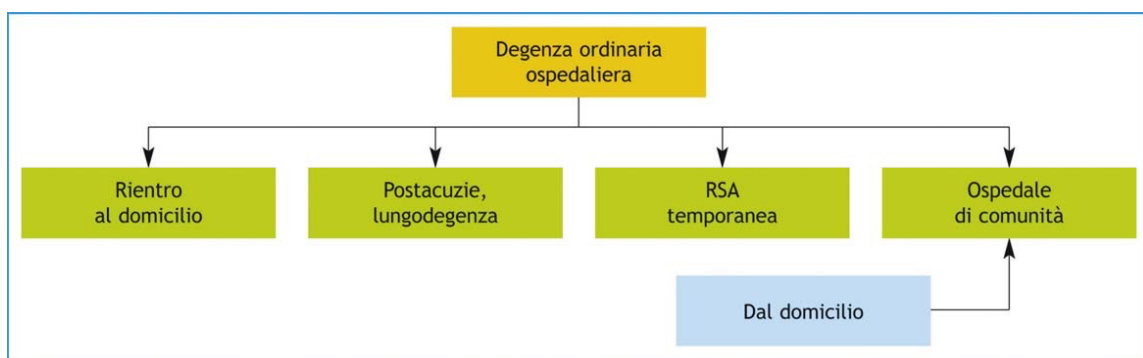 Degenza ordinaria
ospedaliera
Rientro
al domicilio
Postacuzie,
lungodegenza
RSA
temporanea
Ospedale
di comunità
Dal domicilio